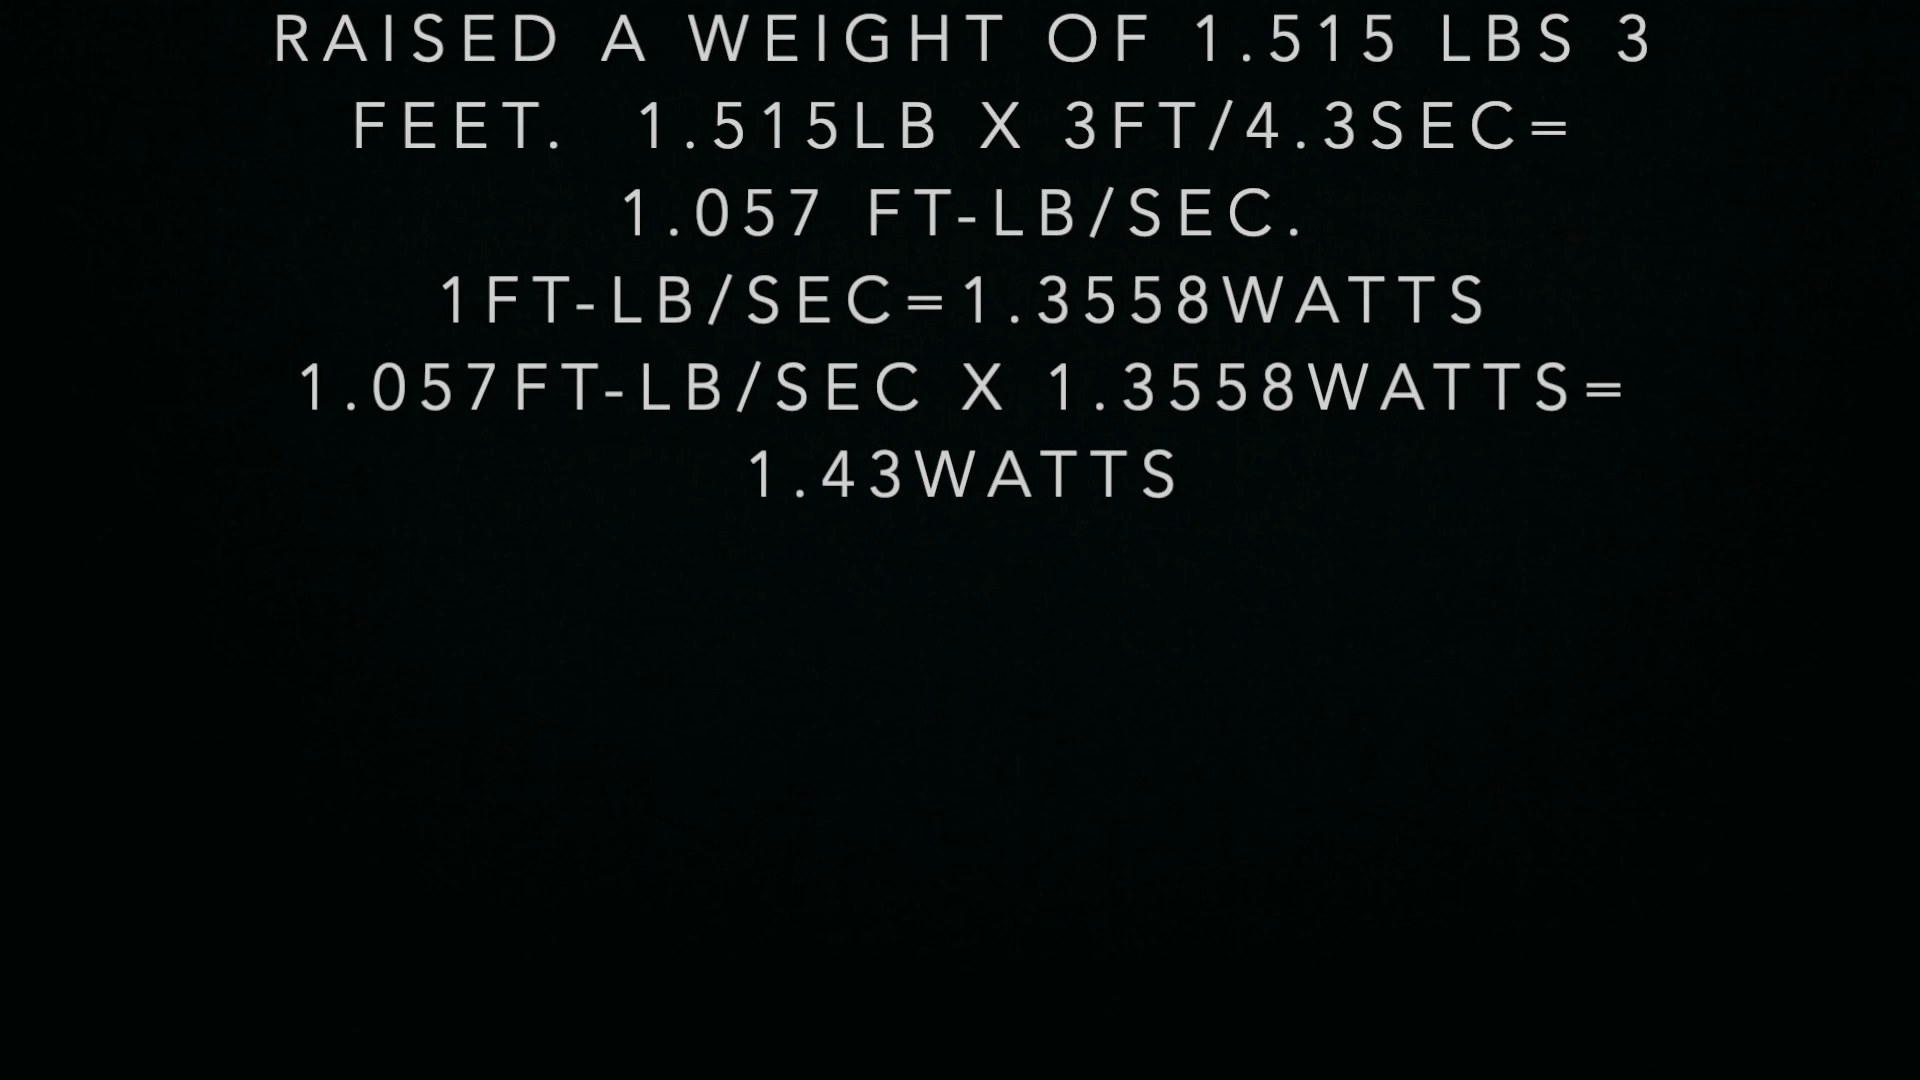 RAISED A WEIGHT OF 1.515 LBS 3
FEET.  1.515LB X 3FT/4.3SEC=
1.057 FT-LB/SEC.
1FT-LB/SEC=1.3558WATTS
1.057FT-LB/SEC X 1.3558WATTS=
1.43WATTS